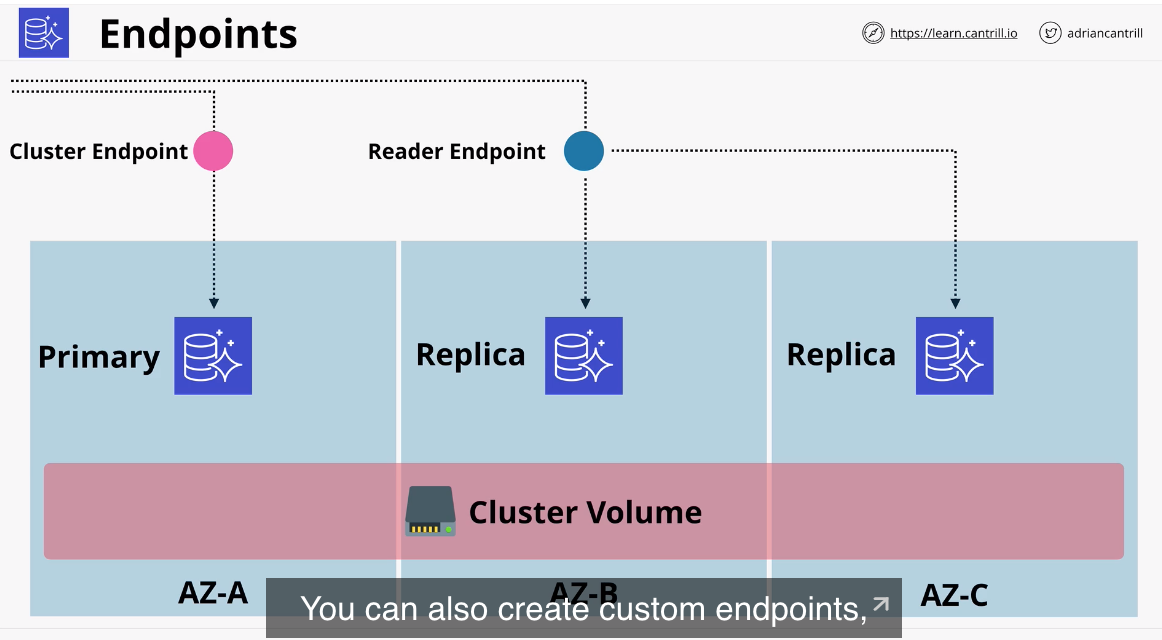 Endpoints
https://learn.cantrill.io
adriancantrill
Cluster Endpoint
Reader Endpoint
Primary
Replica
Replica
Cluster Volume
AZ-A
AZ-B
AZ-C
You can also create custom endpoints,